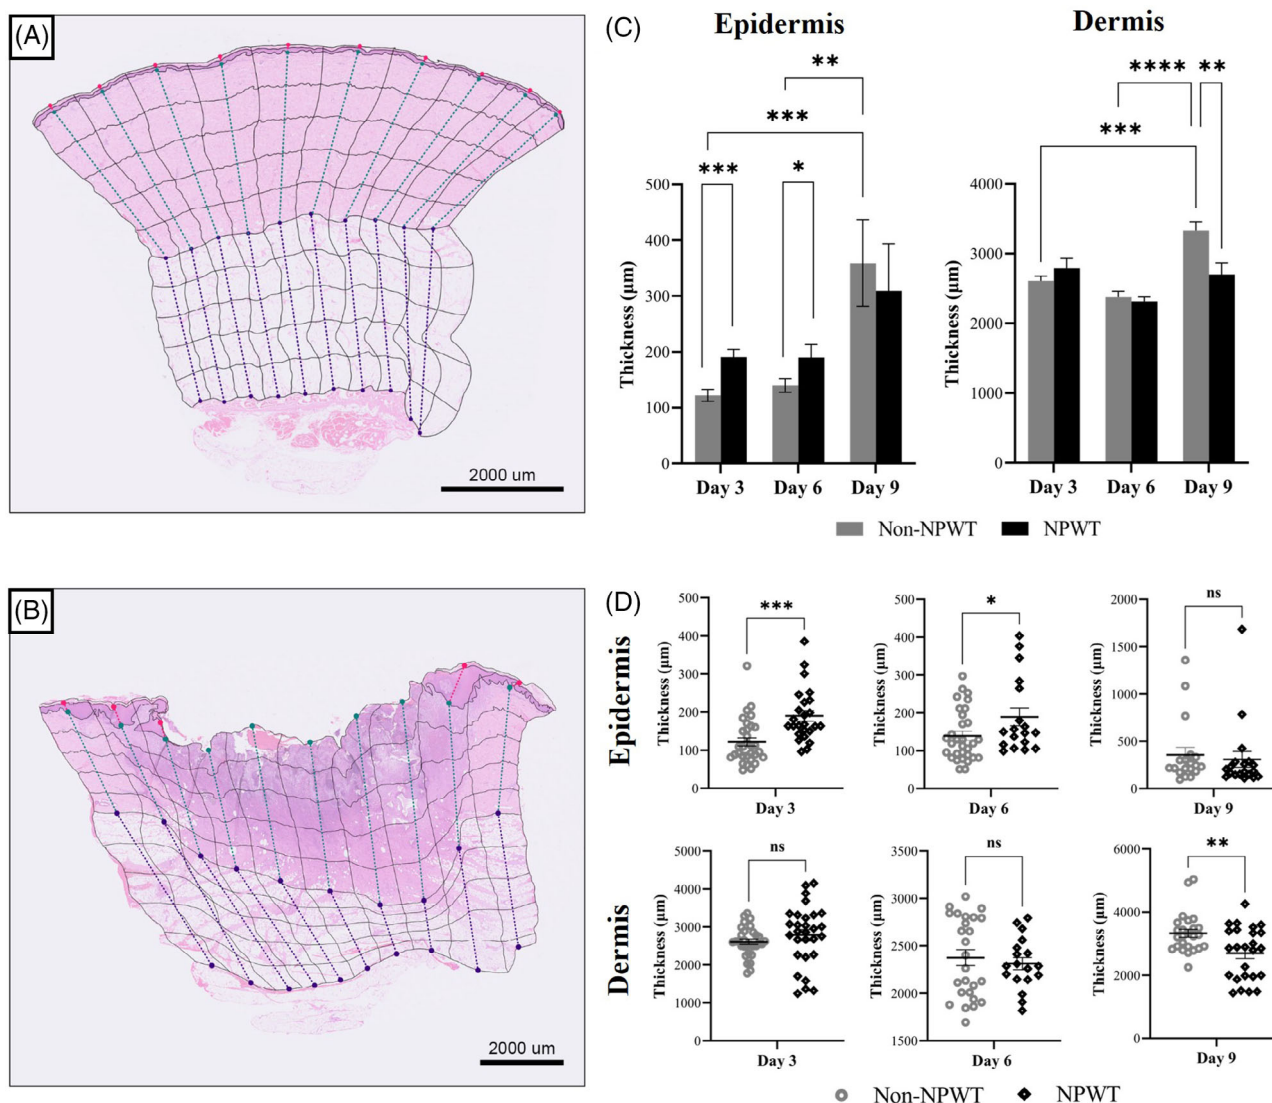 (A)
2000 um
(B)
2000 um
(C)
Epidermis
Dermis
**
***
***
*
Thickness (µm)
500
400
300
200
100
0
Day 3
Day 6
Day 9
****
**
***
Thickness (µm)
4000
3000
2000
1000
0
Day 3
Day 6
Day 9
Non-NPWT
NPWT
(D)
Epidermis
Thickness (µm)
500
400
300
200
100
0
***
Day 3
Thickness (µm)
500
400
300
200
100
0
*
Day 6
Thickness (µm)
2000
1500
1000
500
0
ns
Day 9
Dermis
Thickness (µm)
5000
4000
3000
2000
1000
0
ns
Day 3
Thickness (µm)
3500
3000
2500
2000
1500
ns
Day 6
Thickness (µm)
6000
4000
2000
0
**
Day 9
Non-NPWT
NPWT